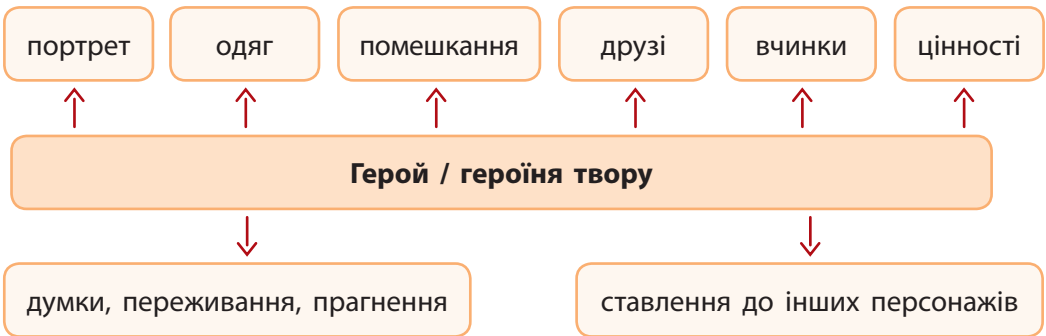 портрет
одяг
помешкання
друзі
вчинки
цінності
Герой / героїня твору
думки, переживання, прагнення
ставлення до інших персонажів